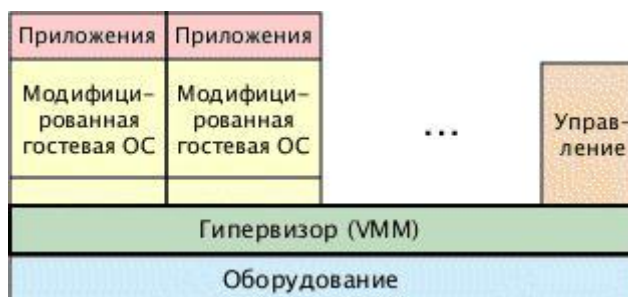 Приложения Приложения
Модифици-
рованная
гостевая ОС
Модифици-
рованная
гостевая ОС
...
Управ-
ление
Гипервизор (VMM)
Оборудование